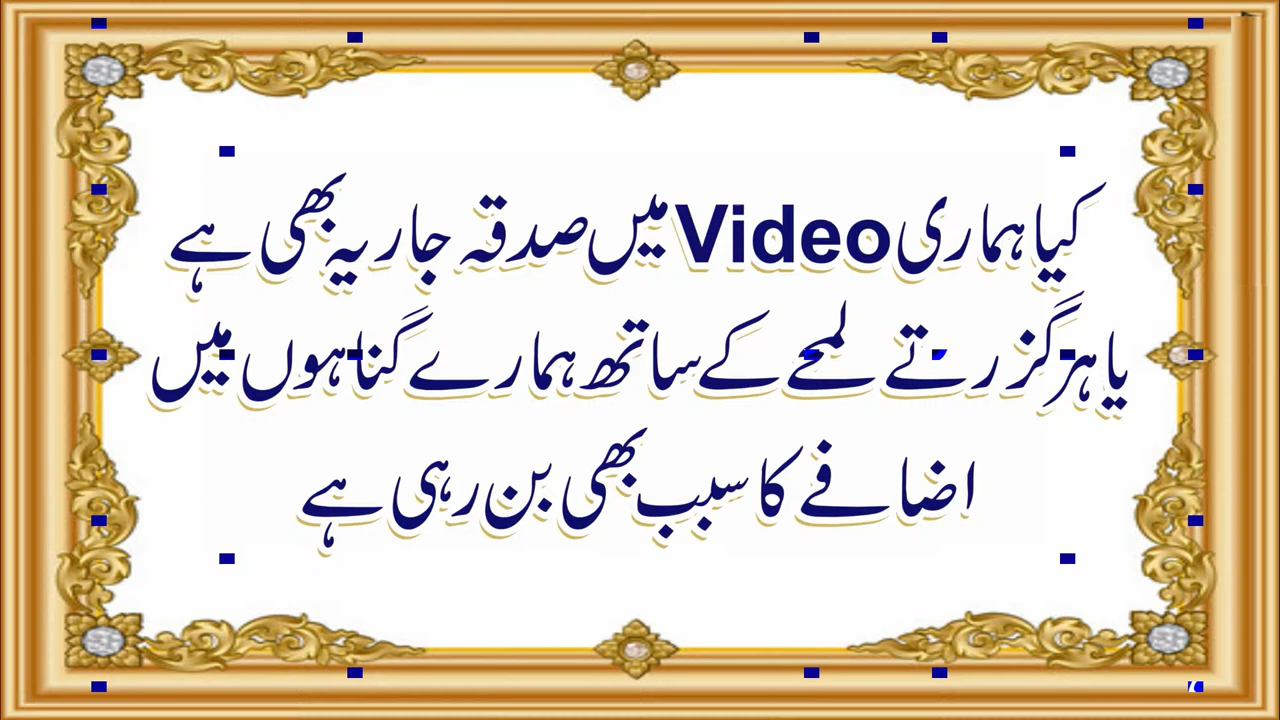 کیا ہماری Video میں صدقہ جاریہ بھی ہے
یا ہر گزرتے لمحے کے ساتھ ہمارے گناہوں میں
اضافے کا سبب بھی بن رہی ہے